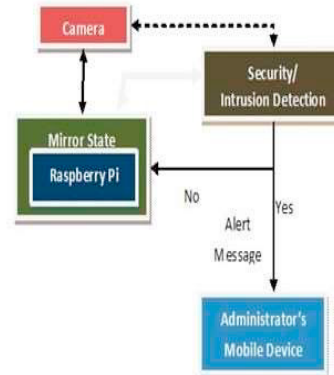 Camera
Security/
Intrusion Detection
Mirror State
Raspberry Pi
No
Yes
Alert
Message
Administrator's
Mobile Device